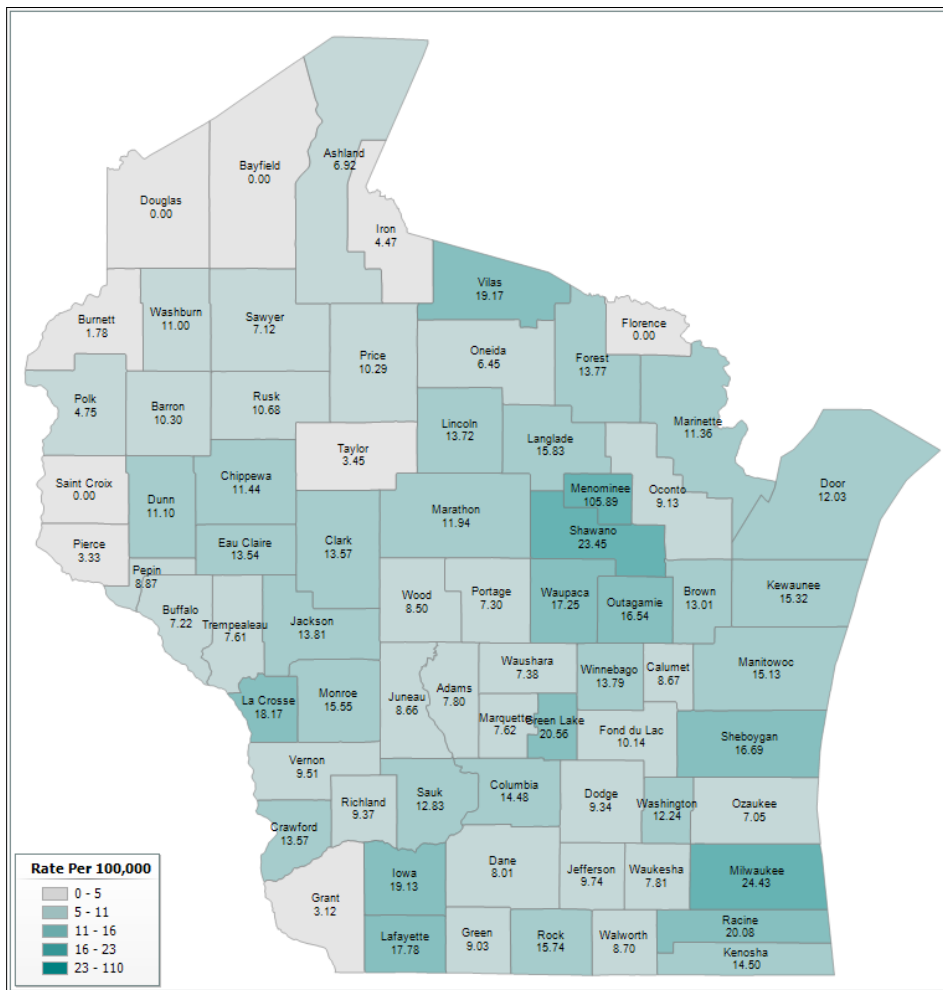 Ashland
6.92
Bayfield
0.00
Douglas
0.00
Iron
4.47
Vilas
19.17
Burnett
1.78
Washburn
11.00
Sawyer
7.12
Florence
0.00
Price
10.29
Oneida
6.45
Forest
13.77
Polk
4.75
Barron
10.30
Rusk
10.68
Lincoln
13.72
Marinette
11.36
Taylor
3.45
Langlade
15.83
Saint Croix
0.00
Dunn
11.10
Chippewa
11.44
Menominee
105.89
Oconto
9.13
Door
12.03
Marathon
11.94
Pierce
3.33
Eau Claire
13.54
Clark
13.57
Shawano
23.45
Pepin
8.87
Wood
8.50
Portage
7.30
Waupaca
17.25
Outagamie
16.54
Brown
13.01
Kewaunee
15.32
Buffalo
7.22
Trempealeau
7.61
Jackson
13.81
Waushara
7.38
Winnebago
13.79
Calumet
8.67
Manitowoc
15.13
La Crosse
18.17
Monroe
15.55
Juneau
8.66
Adams
7.80
Marquette
7.62
Green Lake
20.56
Fond du Lac
10.14
Sheboygan
16.69
Vernon
9.51
Richland
9.37
Sauk
12.83
Columbia
14.48
Dodge
9.34
Washington
12.24
Ozaukee
7.05
Crawford
13.57
Grant
3.12
Iowa
19.13
Dane
8.01
Jefferson
9.74
Waukesha
7.81
Milwaukee
24.43
Lafayette
17.78
Green
9.03
Rock
15.74
Walworth
8.70
Racine
20.08
Kenosha
14.50
Rate Per 100,000
0 - 5
5 - 11
11 - 16
16 - 23
23 - 110